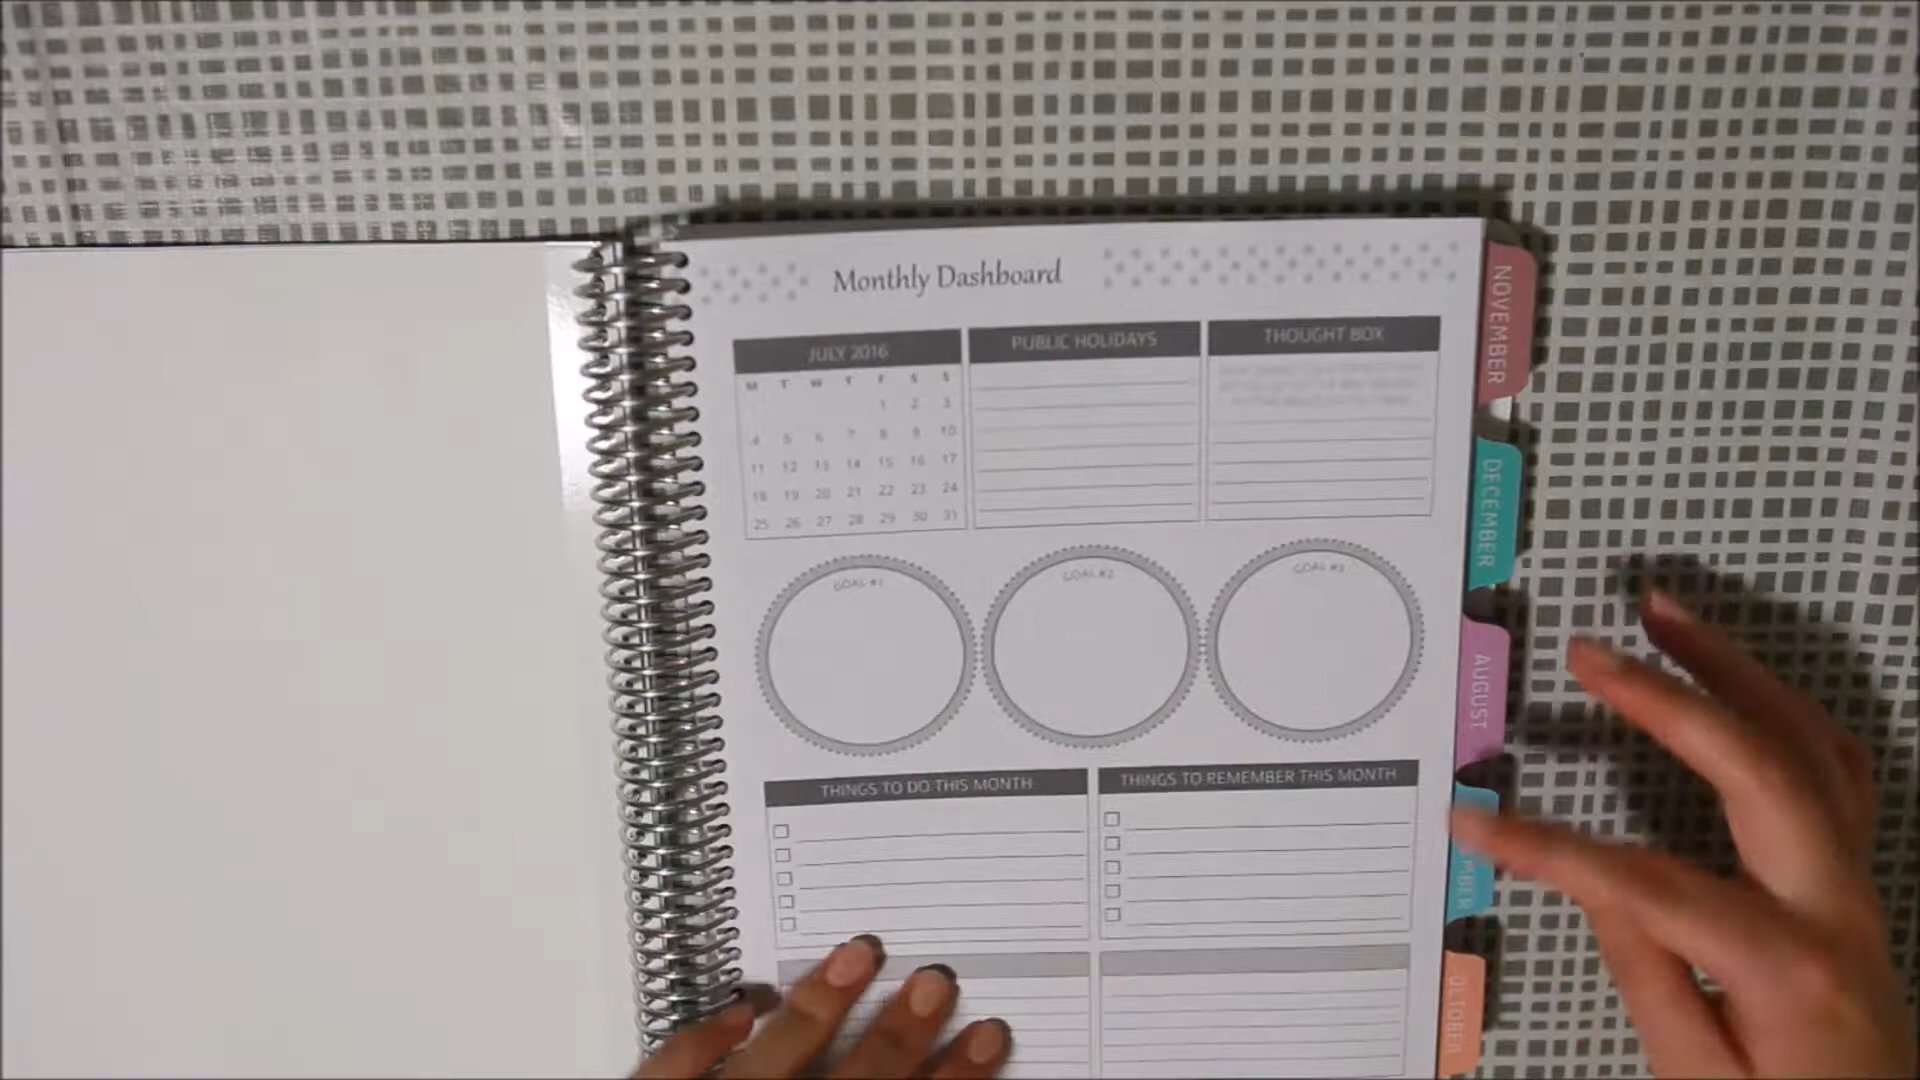 Monthly Dashboard
JULY 2016
M T W T F S S
1 2 3
4 5 6 7 8 9 10
11 12 13 14 15 16 17
18 19 20 21 22 23 24
25 26 27 28 29 30 31
PUBLIC HOLIDAYS
THOUGHT BOX
GOAL #1
GOAL #2
GOAL #3
THINGS TO DO THIS MONTH
THINGS TO REMEMBER THIS MONTH
NOVEMBER
DECEMBER
AUGUST
OCTOBER